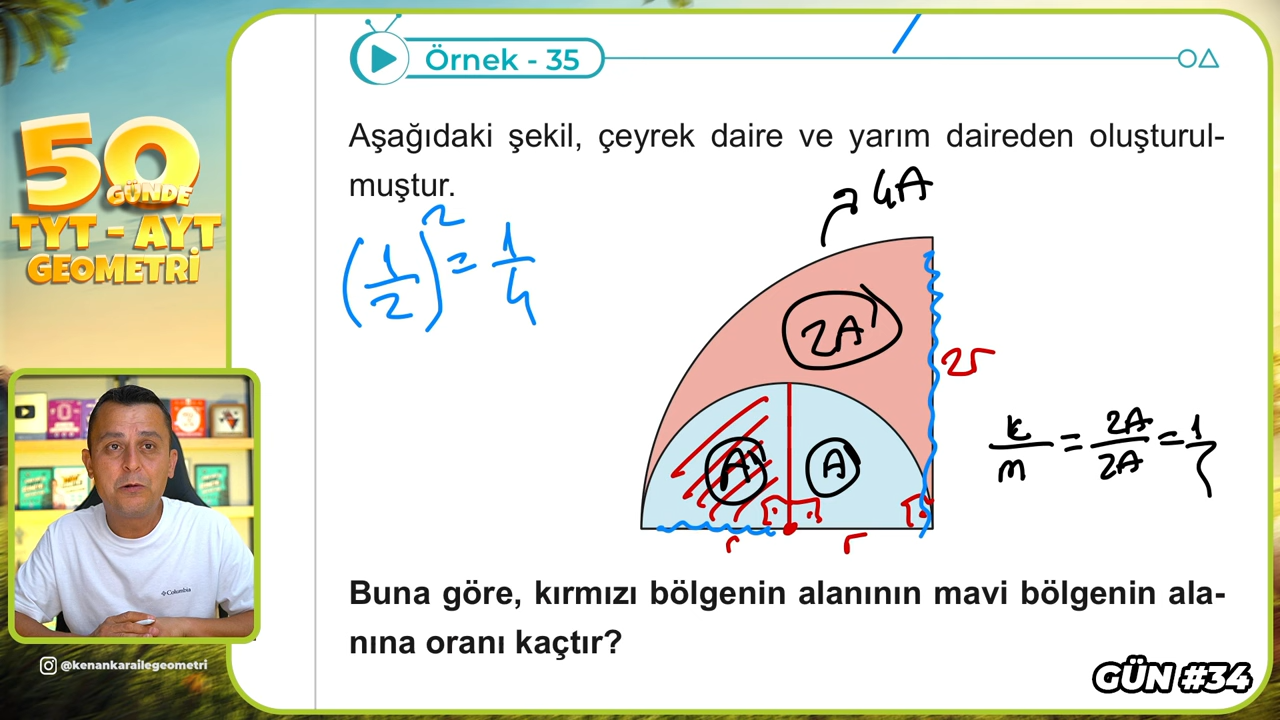 Örnek - 35
50
GÜNDE
TYT - AYT
GEOMETRİ
Aşağıdaki şekil, çeyrek daire ve yarım daireden oluşturul-
muştur.
(1/2)² = 1/4
4A
2A
2r
A
A
r
r
k/m = 2A/2A = 1
Columbia
Buna göre, kırmızı bölgenin alanının mavi bölgenin ala-
nına oranı kaçtır?
@kenankarailegeometri
GÜN #34